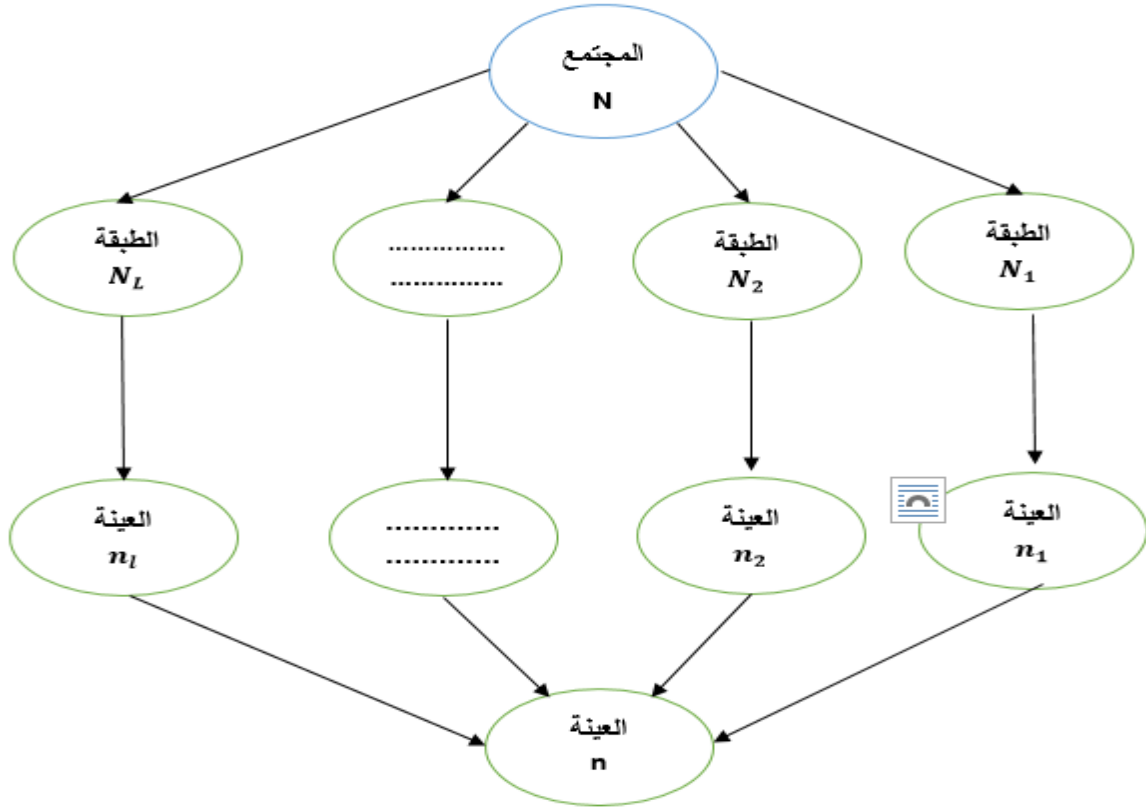 المجتمع
N
الطبقة
N_1
الطبقة
N_2
................
...............
الطبقة
N_L
العينة
n_1
العينة
n_2
..............
..............
العينة
n_l
العينة
n